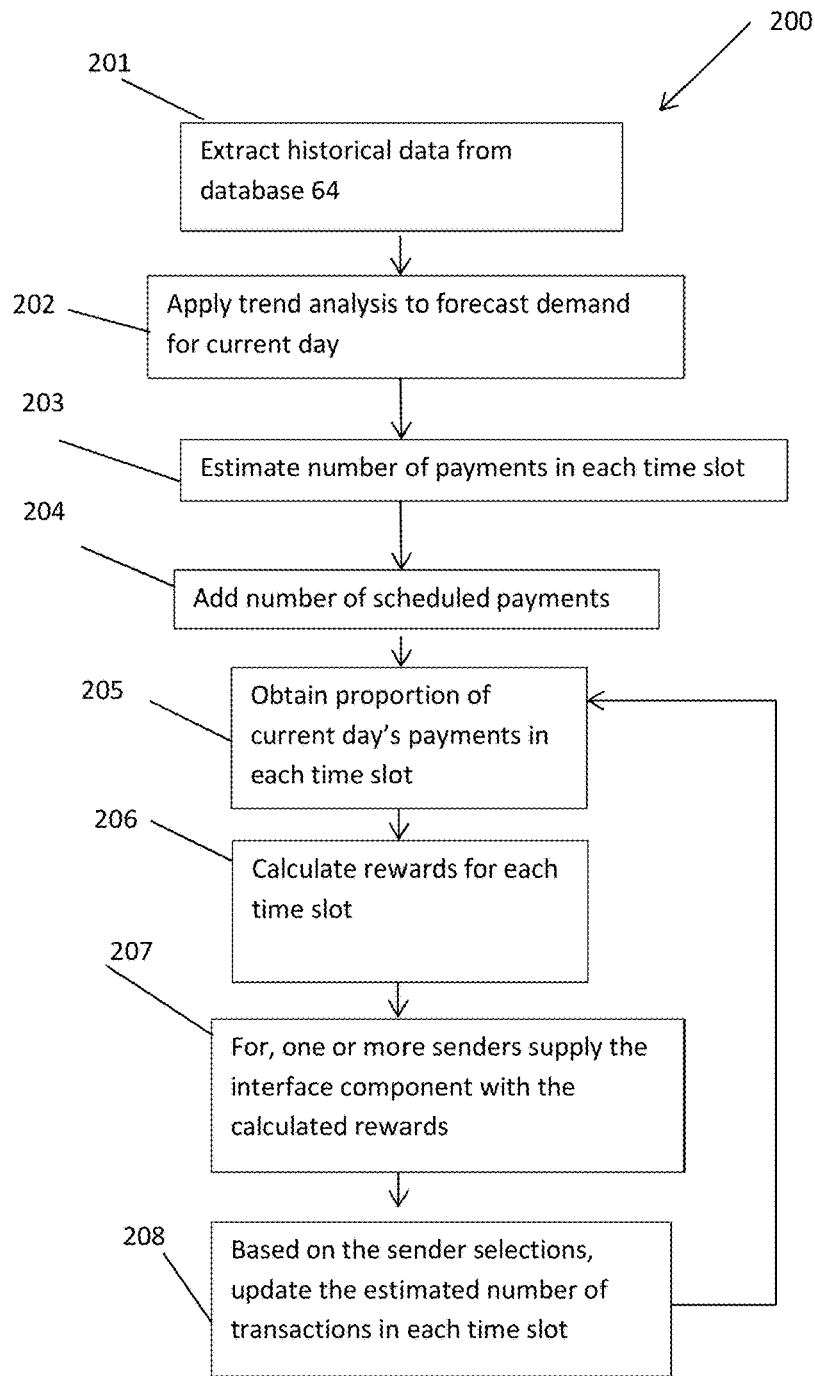 200
201
Extract historical data from
database 64
202
Apply trend analysis to forecast demand
for current day
203
Estimate number of payments in each time slot
204
Add number of scheduled payments
205
Obtain proportion of
current day's payments in
each time slot
206
Calculate rewards for each
time slot
207
For, one or more senders supply the
interface component with the
calculated rewards
208
Based on the sender selections,
update the estimated number of
transactions in each time slot